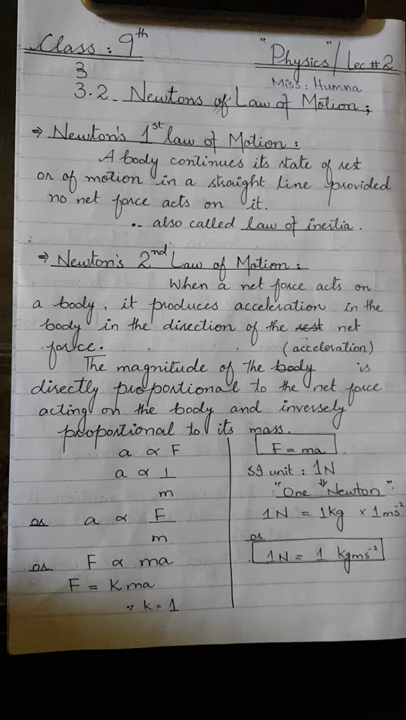 Class : 9th
"Physics" / Lec # 2
3
Miss : Humna
3.2 - Newtons of Law of Motion ;
⇒ Newton's 1st law of Motion :
A body continues its state of rest
or of motion in a straight line provided
no net force acts on it.
∴ also called law of inertia .
⇒ Newton's 2nd Law of Motion :
When a net force acts on
a body, it produces acceleration in the
body in the direction of the rest net
force.
(acceleration)
The magnitude of the body is
directly proportional to the net force
acting on the body and inversely
proportional to its mass.
a ∝ F
a ∝ 1/m
or a ∝ F/m
or F ∝ ma
F = Kma
∵ k = 1
F = ma
SI unit : 1N
"One Newton"
1N = 1kg × 1ms⁻²
or
1N = 1 kgms⁻²